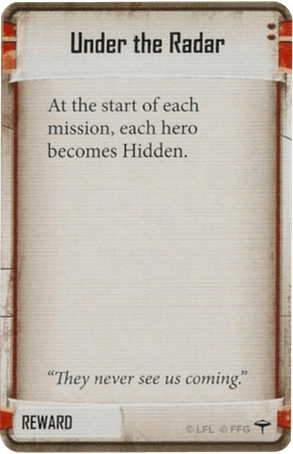 Under the Radar
At the start of each
mission, each hero
becomes Hidden.
“They never see us coming.”
REWARD
© LFL © FFG